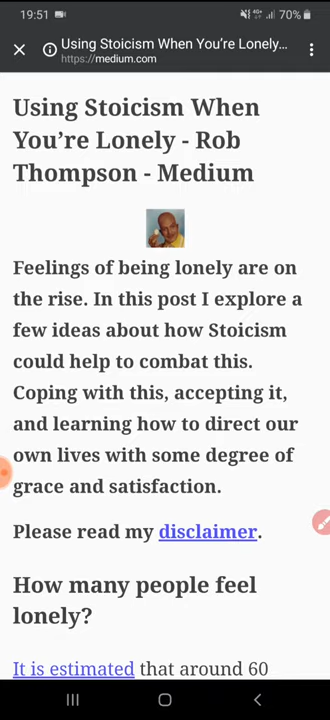 19:51
4G+
70%
Using Stoicism When You’re Lonely...
https://medium.com
Using Stoicism When
You’re Lonely - Rob
Thompson - Medium
Feelings of being lonely are on
the rise. In this post I explore a
few ideas about how Stoicism
could help to combat this.
Coping with this, accepting it,
and learning how to direct our
own lives with some degree of
grace and satisfaction.
Please read my disclaimer.
How many people feel
lonely?
It is estimated that around 60